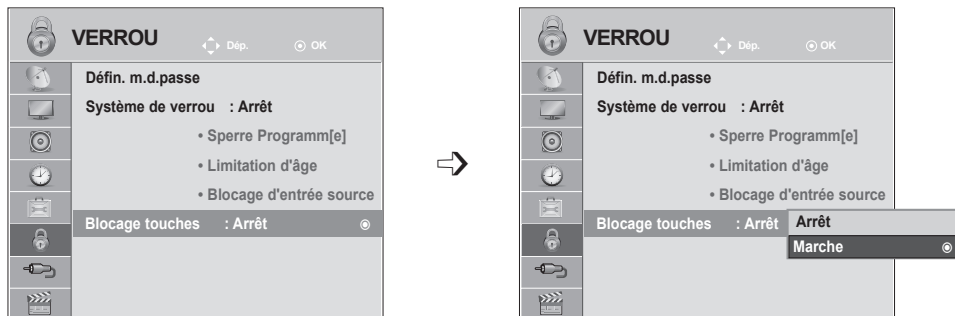 VERROU Dép. OK
Défin. m.d.passe
Système de verrou : Arrêt
• Sperre Programm[e]
• Limitation d'âge
• Blocage d'entrée source
Blocage touches : Arrêt
VERROU Dép. OK
Défin. m.d.passe
Système de verrou : Arrêt
• Sperre Programm[e]
• Limitation d'âge
• Blocage d'entrée source
Blocage touches : Arrêt
Arrêt
Marche